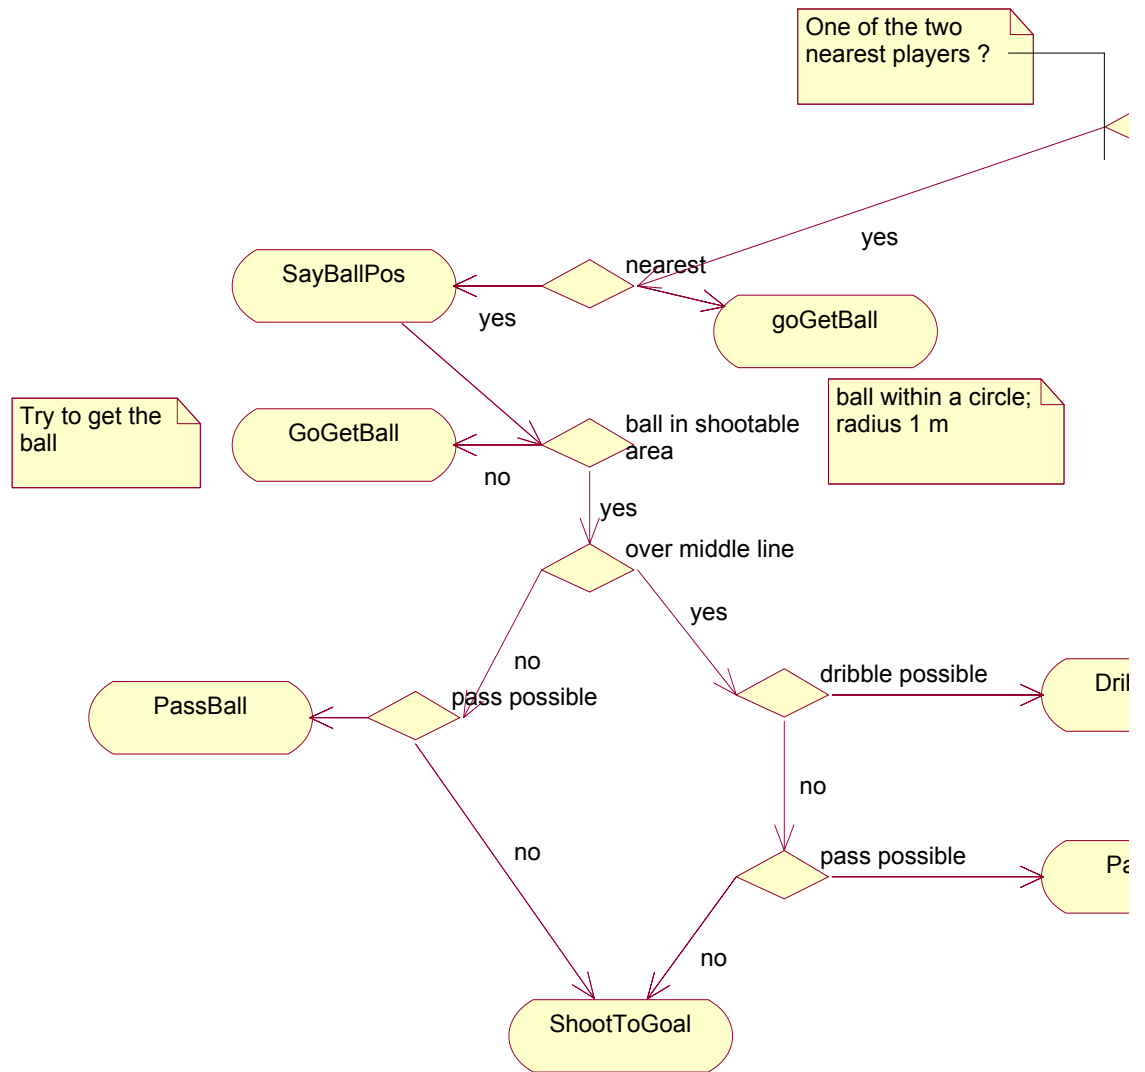 One of the two
nearest players ?
yes
SayBallPos
nearest
yes
goGetBall
Try to get the
ball
GoGetBall
ball in shootable
area
no
ball within a circle;
radius 1 m
yes
over middle line
yes
no
PassBall
pass possible
dribble possible
no
no
pass possible
no
ShootToGoal